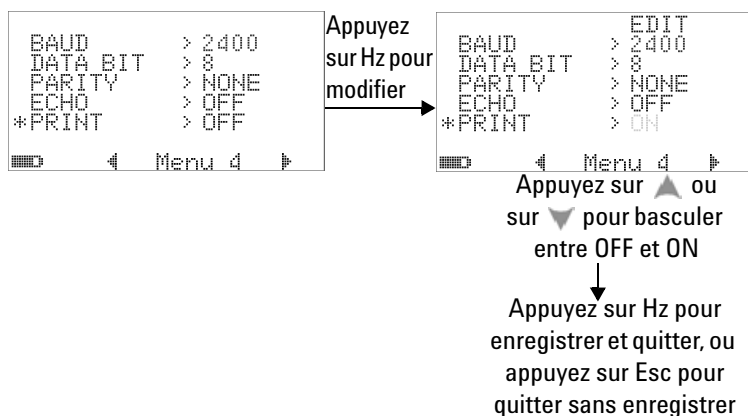 BAUD > 2400
DATA BIT > 8
PARITY > NONE
ECHO > OFF
*PRINT > OFF
Menu 4
Appuyez
sur Hz pour
modifier
EDIT
BAUD > 2400
DATA BIT > 8
PARITY > NONE
ECHO > OFF
*PRINT > ON
Menu 4
Appuyez sur ou
sur pour basculer
entre OFF et ON
Appuyez sur Hz pour
enregistrer et quitter, ou
appuyez sur Esc pour
quitter sans enregistrer